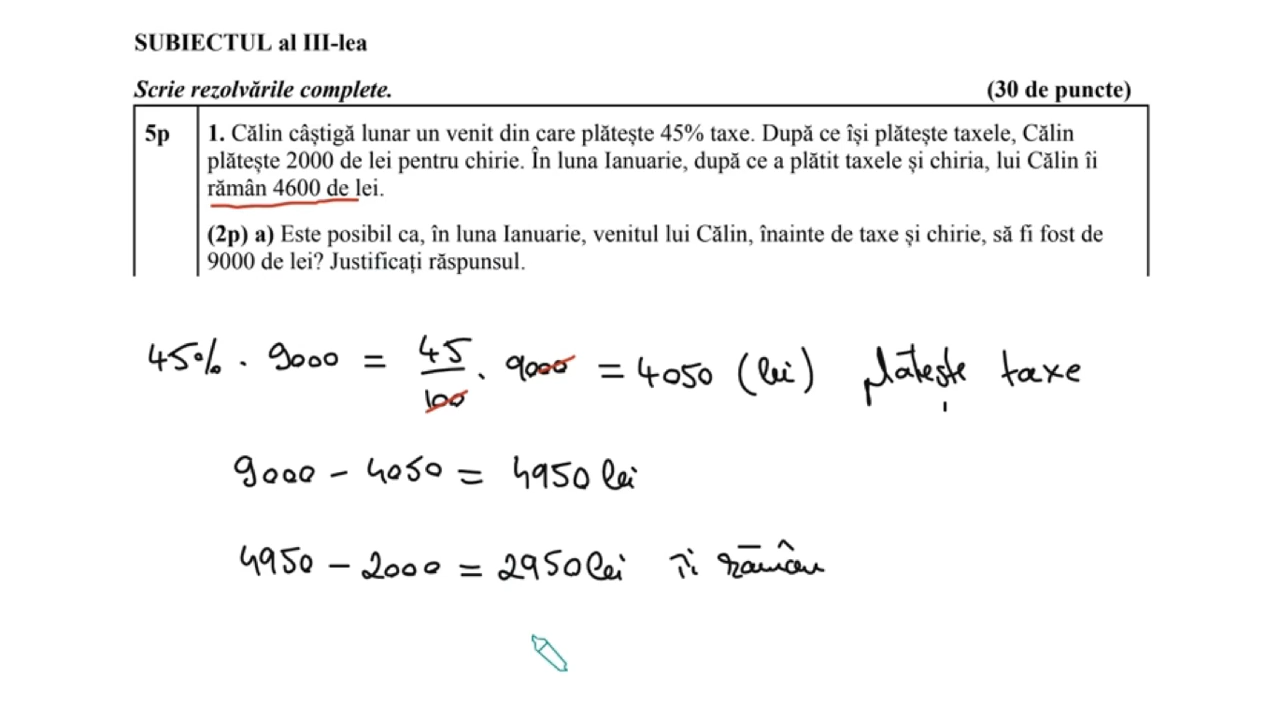 SUBIECTUL al III-lea
Scrie rezolvările complete. (30 de puncte)
5p 1. Călin câștigă lunar un venit din care plătește 45% taxe. După ce își plătește taxele, Călin
plătește 2000 de lei pentru chirie. În luna Ianuarie, după ce a plătit taxele și chiria, lui Călin îi
rămân 4600 de lei.
(2p) a) Este posibil ca, în luna Ianuarie, venitul lui Călin, înainte de taxe și chirie, să fi fost de
9000 de lei? Justificați răspunsul.
45% . 9000 = 45/100 . 9000 = 4050 (lei) plătește taxe
9000 - 4050 = 4950 lei
4950 - 2000 = 2950 lei îi rămân